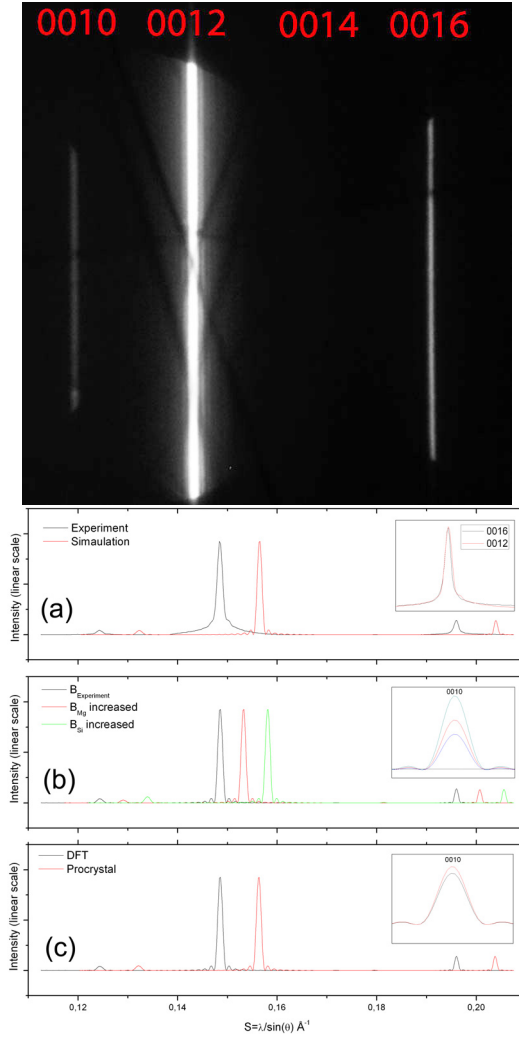 0010 0012 0014 0016
Experiment
Simaulation
0016
0012
(a)
Intensity (linear scale)
B_Experiment
B_Mg increased
B_Si increased
0010
(b)
Intensity (linear scale)
DFT
Procrystal
0010
(c)
Intensity (linear scale)
0,12 0,14 0,16 0,18 0,20
S=λ/sin(θ) Å⁻¹